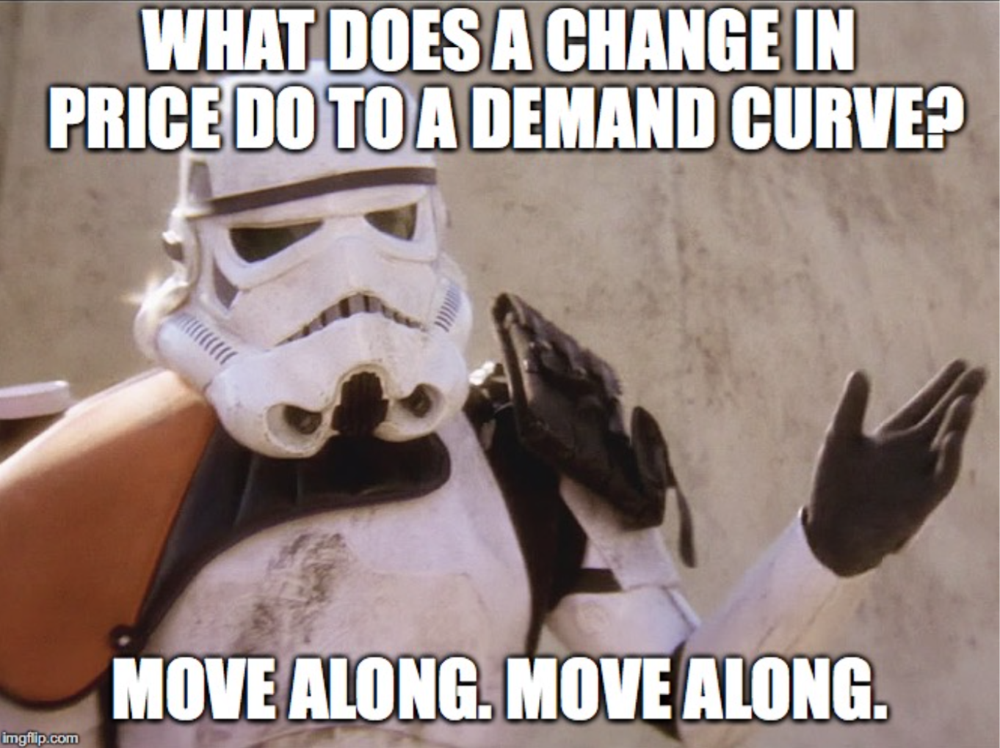 WHAT DOES A CHANGE IN
PRICE DO TO A DEMAND CURVE?
MOVE ALONG. MOVE ALONG.
imgflip.com